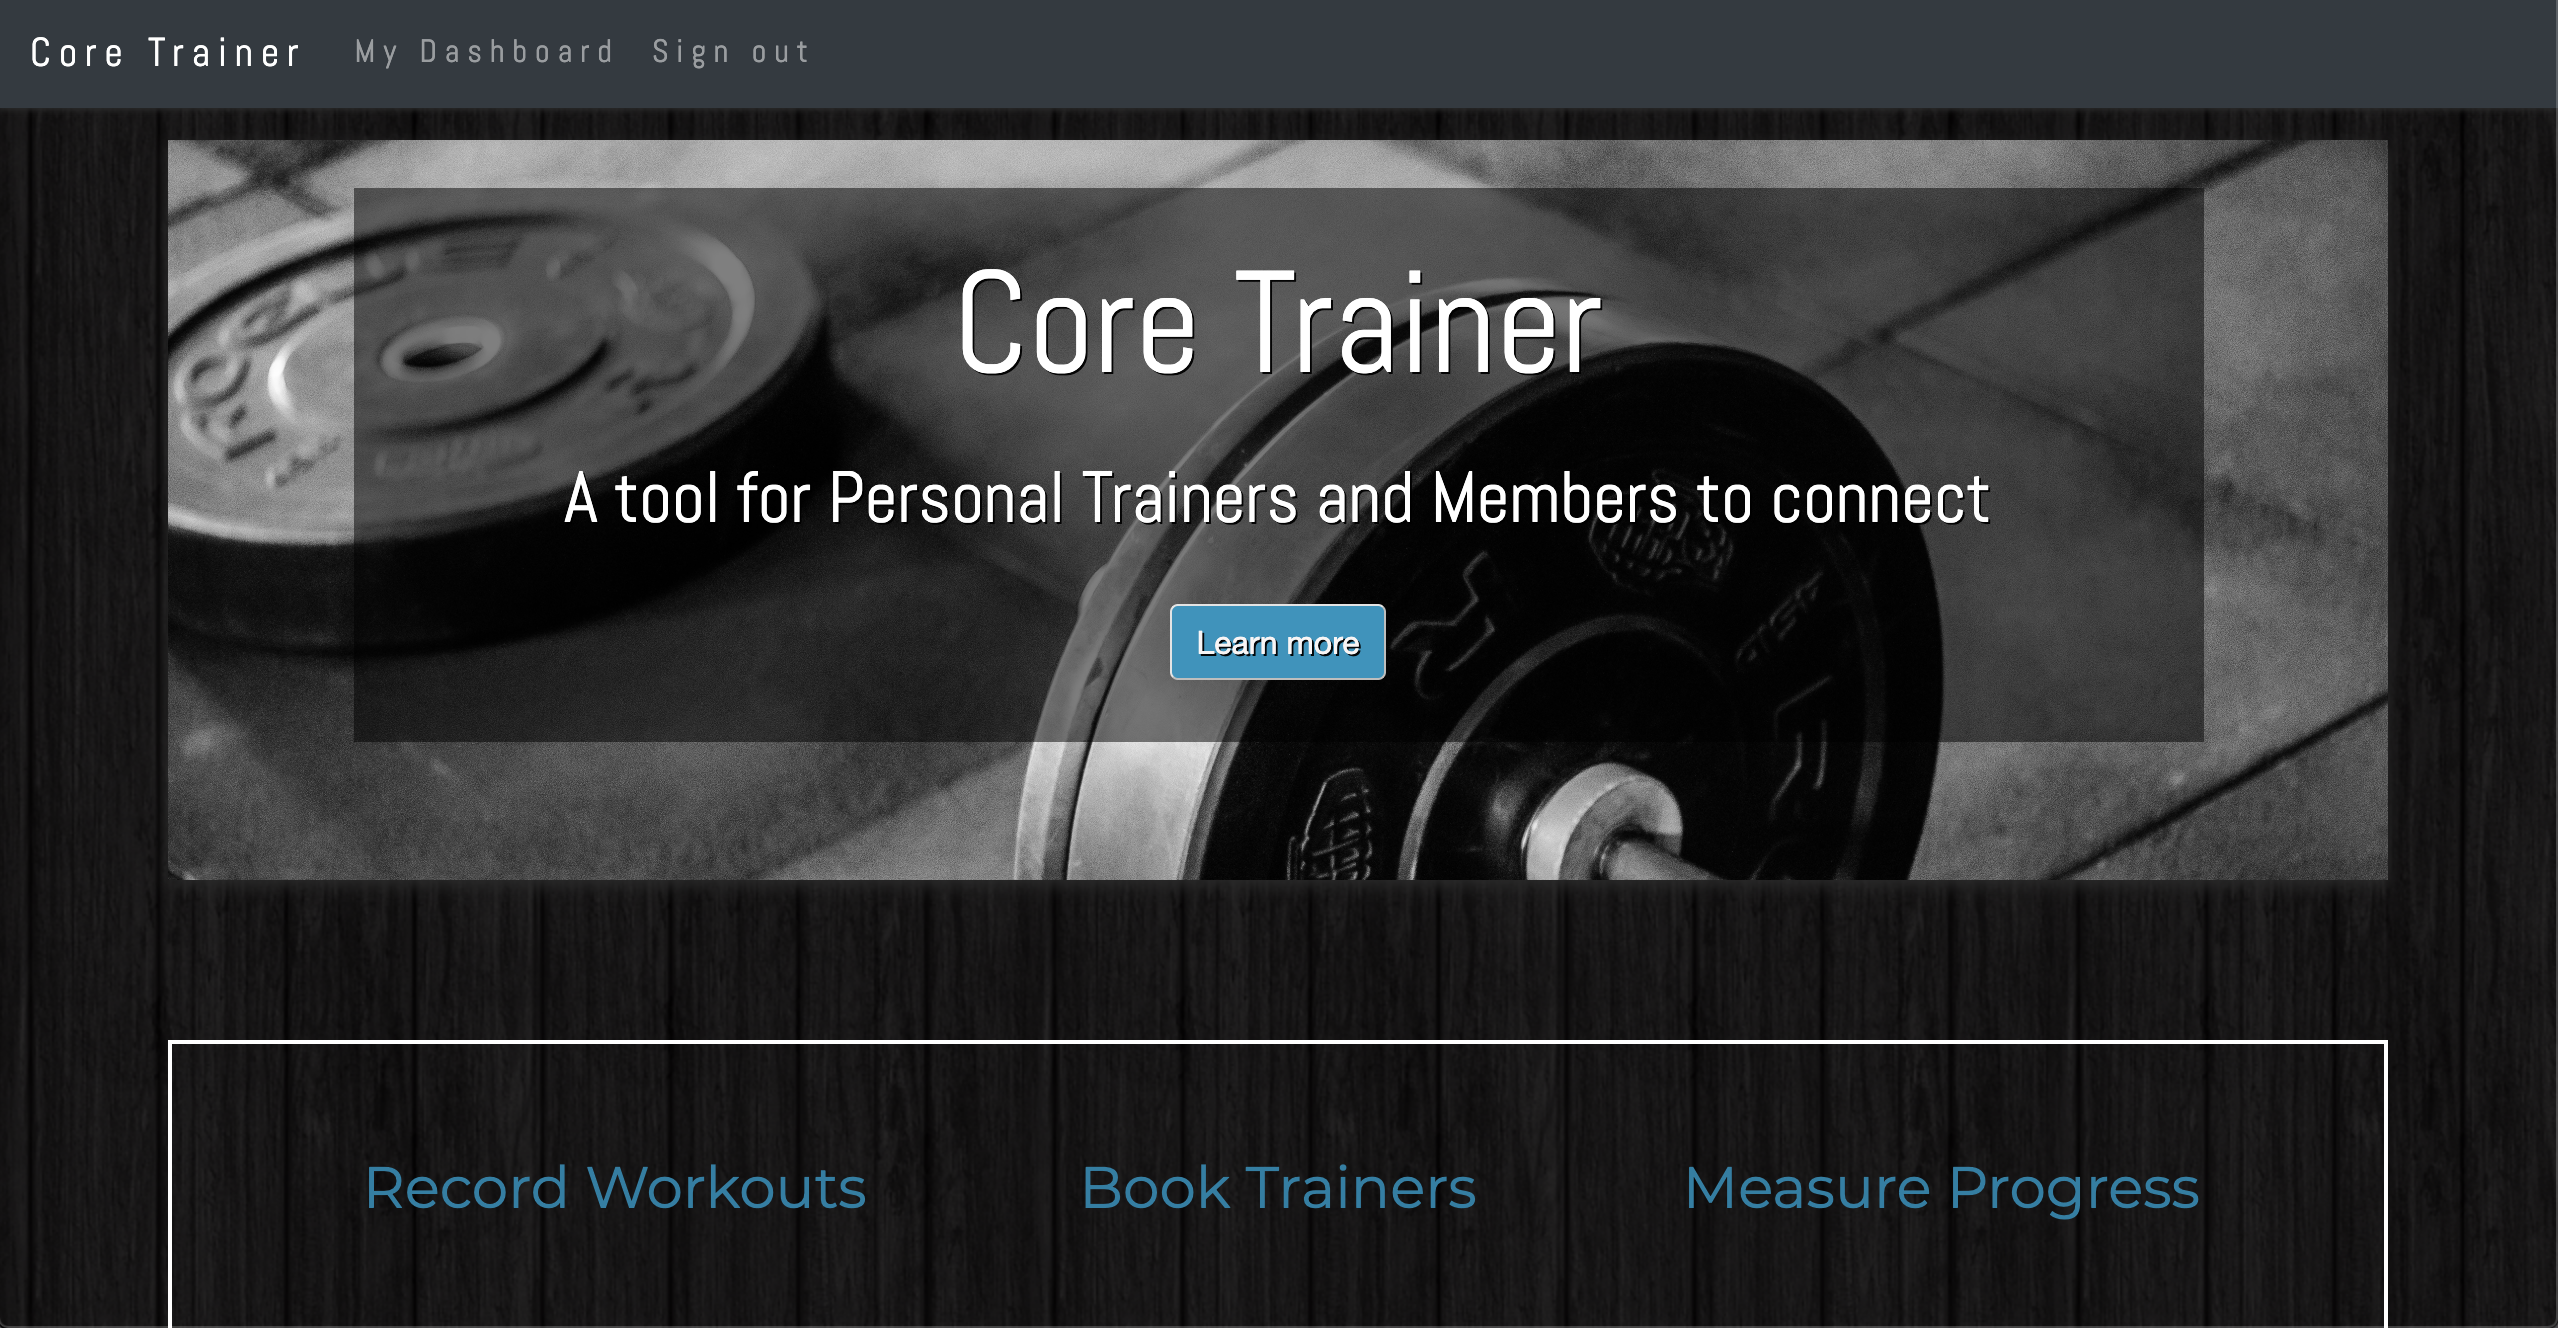 Core Trainer My Dashboard Sign out
Core Trainer
A tool for Personal Trainers and Members to connect
Learn more
Record Workouts Book Trainers Measure Progress